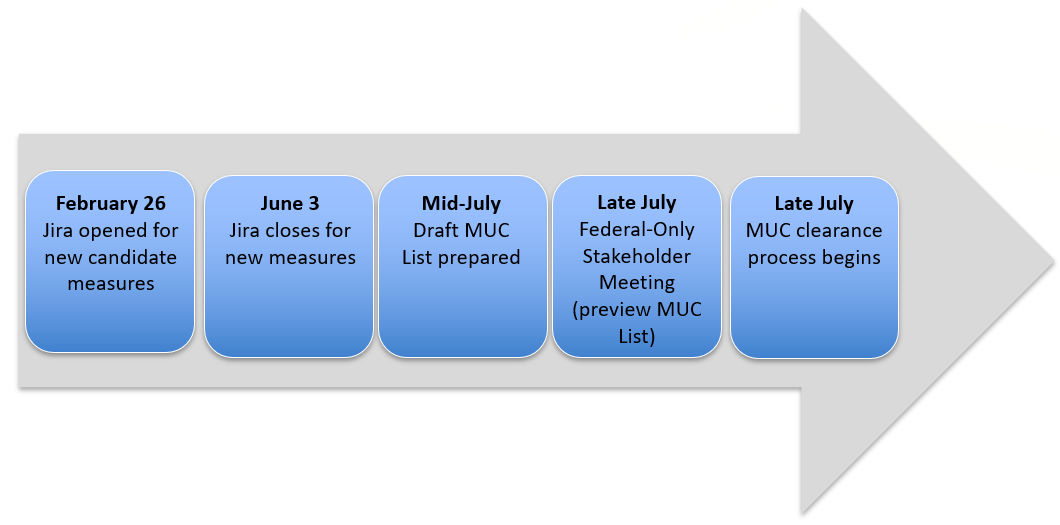 February 26
Jira opened for
new candidate
measures
June 3
Jira closes for
new measures
Mid-July
Draft MUC
List prepared
Late July
Federal-Only
Stakeholder
Meeting
(preview MUC
List)
Late July
MUC clearance
process begins